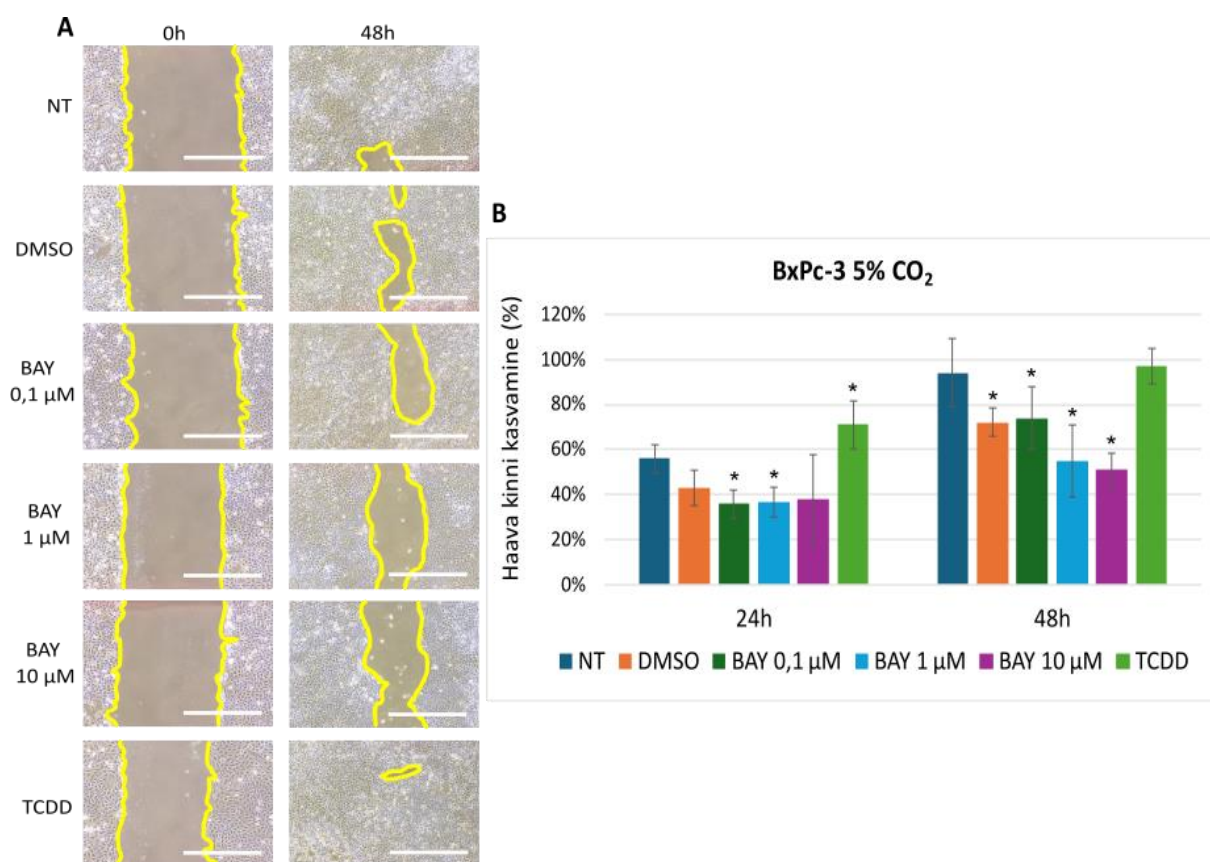 A
0h 48h
NT
DMSO
BAY
0,1 µM
BAY
1 µM
BAY
10 µM
TCDD
B
BxPc-3 5% CO₂
Haava kinni kasvamine (%)
120%
100%
80%
60%
40%
20%
0%
* * *
* * * *
24h 48h
NT DMSO BAY 0,1 µM BAY 1 µM BAY 10 µM TCDD